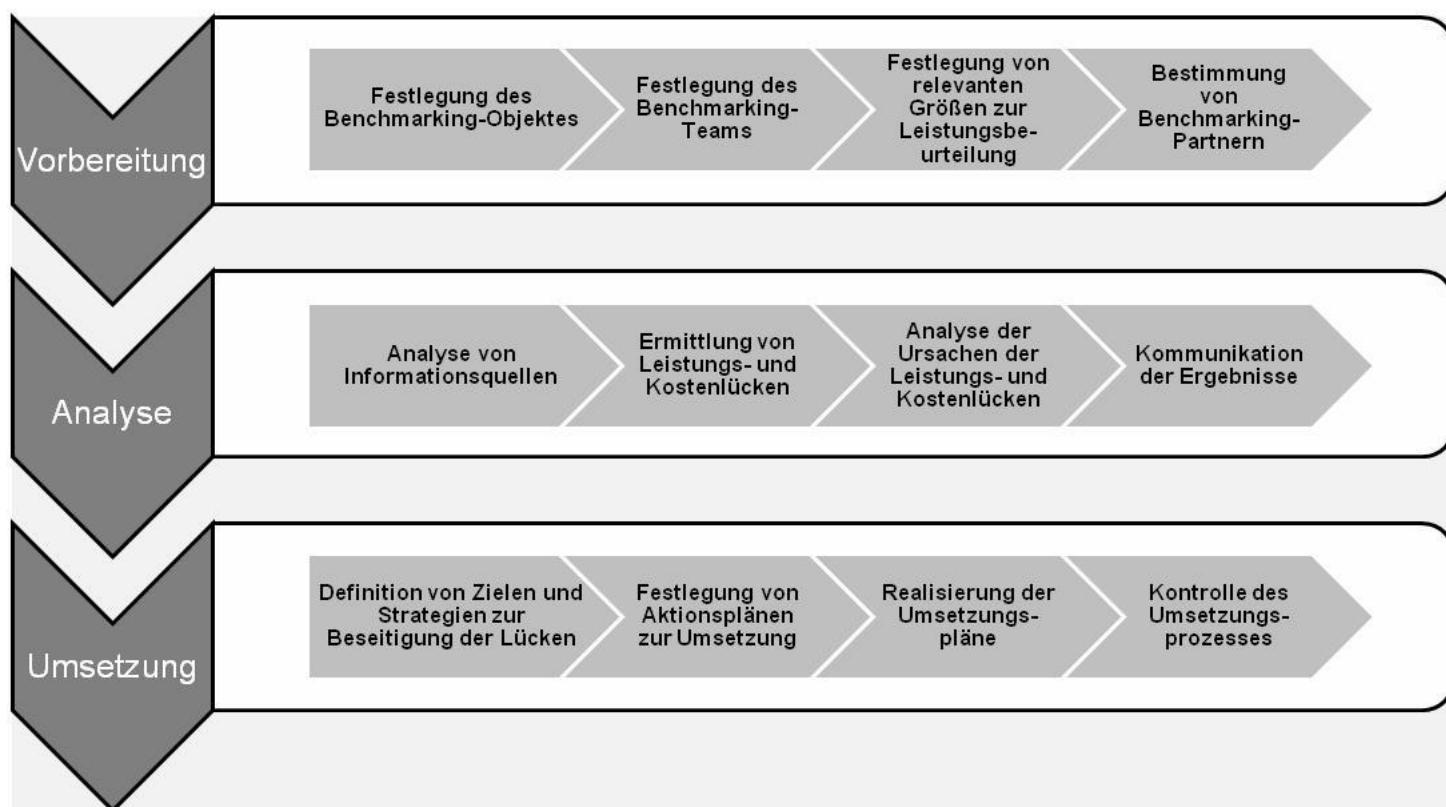 Vorbereitung
Festlegung des
Benchmarking-Objektes
Festlegung des
Benchmarking-
Teams
Festlegung von
relevanten
Größen zur
Leistungsbe-
urteilung
Bestimmung
von
Benchmarking-
Partnern
Analyse
Analyse von
Informationsquellen
Ermittlung von
Leistungs- und
Kostenlücken
Analyse der
Ursachen der
Leistungs- und
Kostenlücken
Kommunikation
der Ergebnisse
Umsetzung
Definition von Zielen und
Strategien zur
Beseitigung der Lücken
Festlegung von
Aktionsplänen
zur Umsetzung
Realisierung der
Umsetzungs-
pläne
Kontrolle des
Umsetzungs-
prozesses